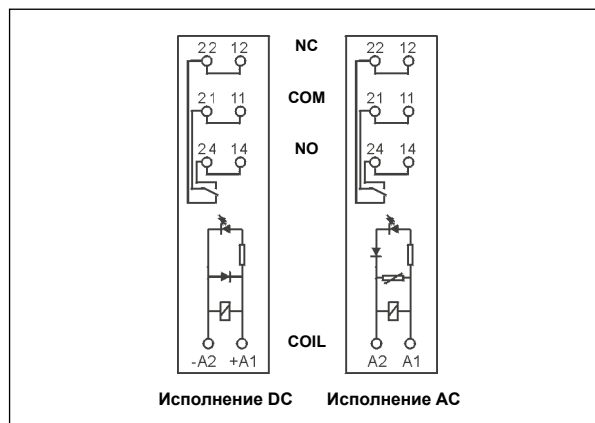 22 12 NC 22 12
21 11 COM 21 11
24 14 NO 24 14
COIL
-A2 +A1 A2 A1
Исполнение DC Исполнение AC